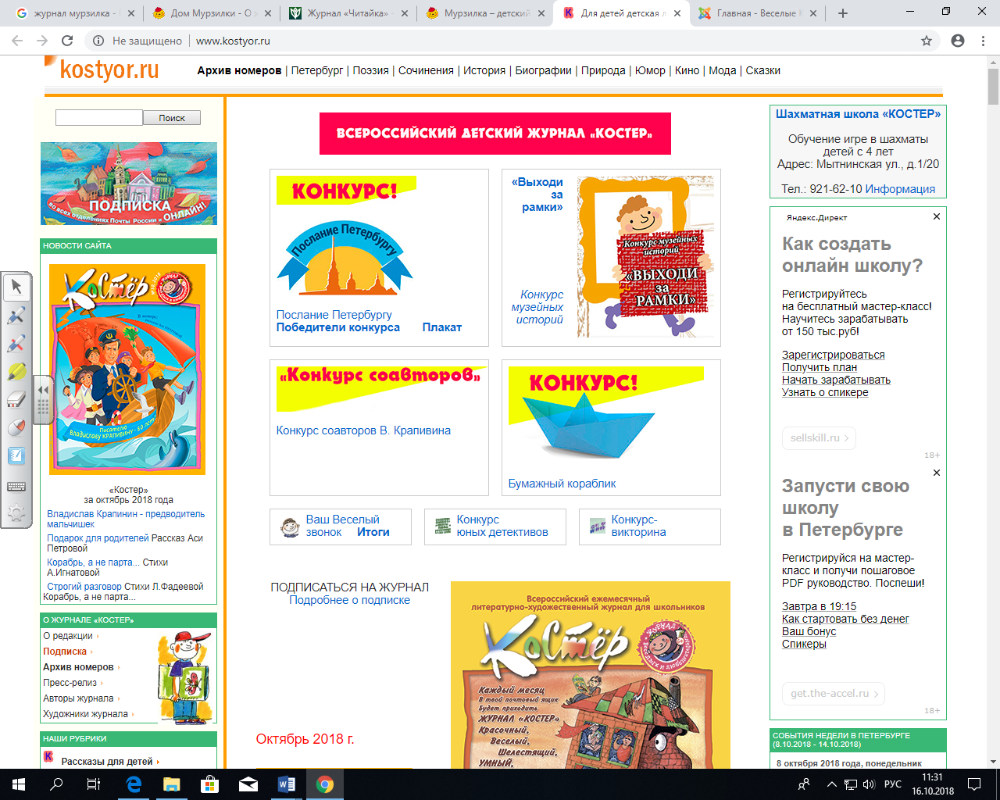 журнал мурзилка -
Дом Мурзилки - О
Журнал «Читайка» -
Мурзилка – детский
Для детей детская л
Главная - Веселые К
Не защищено
www.kostyor.ru
kostyor.ru
Архив номеров | Петербург | Поэзия | Сочинения | История | Биографии | Природа | Юмор | Кино | Мода | Сказки
Поиск
ПОДПИСКА
во всех отделениях Почты России и ОНЛАЙН!
НОВОСТИ САЙТА
Костёр
Писателю
Владиславу КРАПИВИНУ - 80 лет!
«Костер»
за октябрь 2018 года
Владислав Крапинин - предводитель
мальчишек
Подарок для родителей Рассказ Аси
Петровой
Корабрь, а не парта... Стихи
А.Игнатовой
Строгий разговор Стихи Л.Фадеевой
Корабрь, а не парта...
О ЖУРНАЛЕ «КОСТЕР»
О редакции
Подписка
Архив номеров
Пресс-релиз
Авторы журнала
Художники журнала
НАШИ РУБРИКИ
Рассказы для детей
ВСЕРОССИЙСКИЙ ДЕТСКИЙ ЖУРНАЛ «КОСТЕР»
КОНКУРС!
Послание Петербургу
Послание Петербургу
Победители конкурса Плакат
«Выходи
за
рамки»
Конкурс
музейных
историй
Конкурс музейных
историй
«ВЫХОДИ
за
РАМКИ»
«Конкурс соавторов»
Конкурс соавторов В. Крапивина
КОНКУРС!
Бумажный кораблик
Ваш Веселый
звонок Итоги
Конкурс
юных детективов
Конкурс-
викторина
ПОДПИСАТЬСЯ НА ЖУРНАЛ
Подробнее о подписке
Октябрь 2018 г.
Всероссийский ежемесячный
литературно-художественный журнал для школьников
Костёр
Каждый месяц
В твой почтовый ящик
Будет приходить
ЖУРНАЛ «КОСТЕР»
Красочный,
Веселый,
Шелестящий,
УМНЫЙ,
Шахматная школа «КОСТЕР»
Обучение игре в шахматы
детей с 4 лет
Адрес: Мытнинская ул., д.1/20
Тел.: 921-62-10 Информация
Яндекс.Директ
Как создать
онлайн школу?
Регистрируйтесь
на бесплатный мастер-класс!
Научитесь зарабатывать
от 150 тыс.руб!
Зарегистрироваться
Получить план
Начать зарабатывать
Узнать о спикере
sellskill.ru
18+
Запусти свою
школу
в Петербурге
Регистрируйся на мастер-
класс и получи пошаговое
PDF руководство. Поспеши!
Завтра в 19:15
Как стартовать без денег
Ваш бонус
Спикеры
get.the-accel.ru
18+
СОБЫТИЯ НЕДЕЛИ В ПЕТЕРБУРГЕ
(8.10.2018 - 14.10.2018)
8 октября 2018 года, понедельник
РУС
11:31
16.10.2018